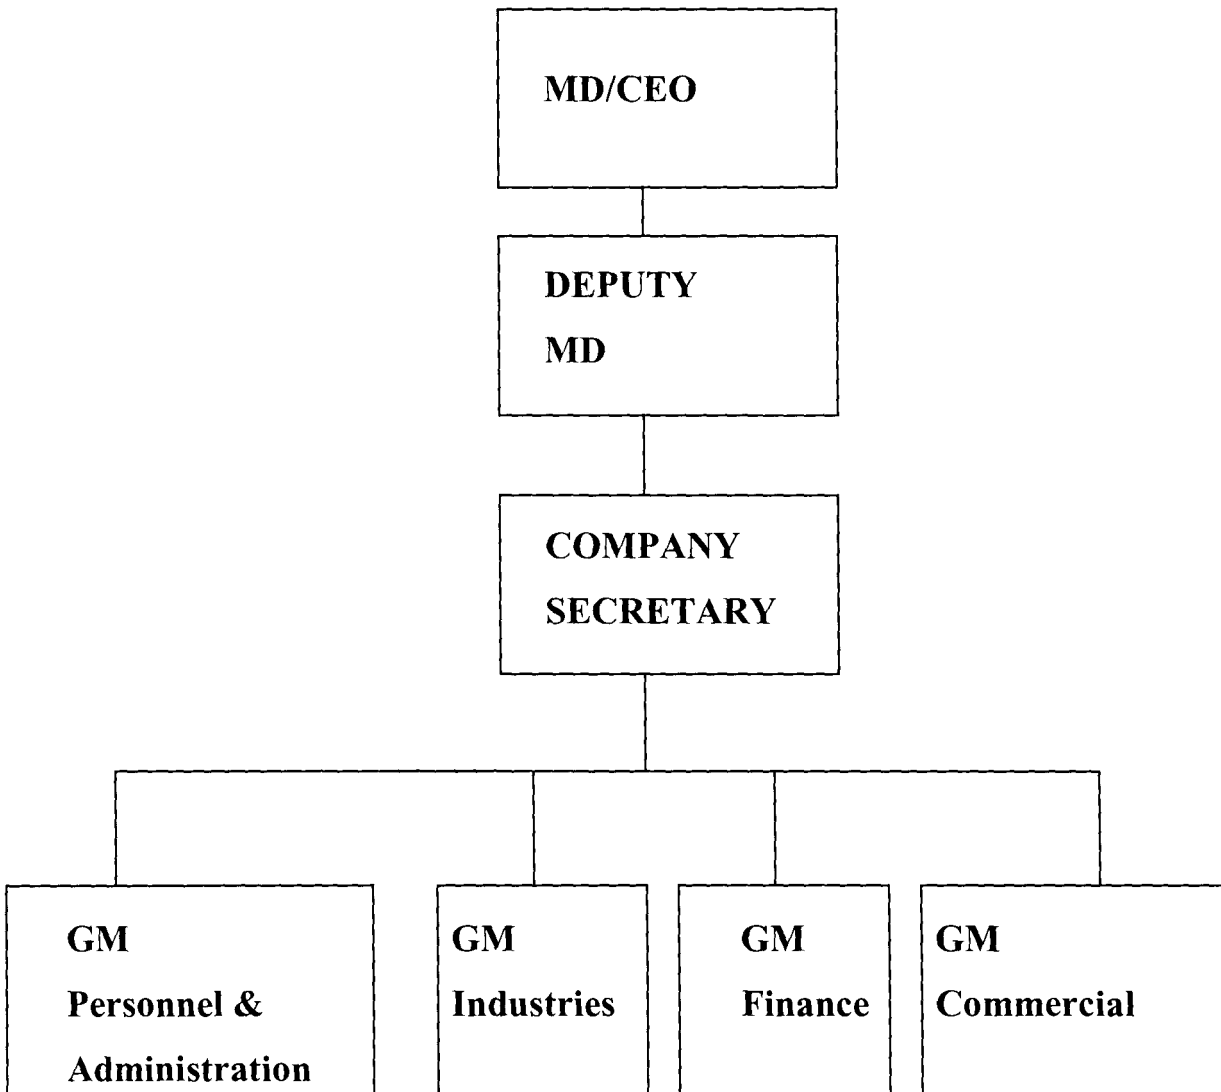 MD/CEO
DEPUTY
MD
COMPANY
SECRETARY
GM
Personnel &
Administration
GM
Industries
GM
Finance
GM
Commercial